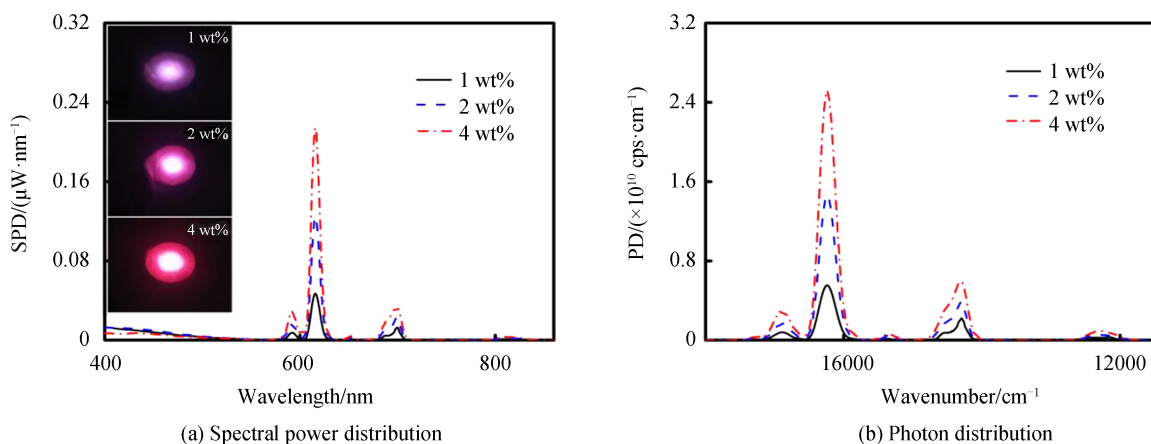 0.32
0.24
0.16
0.08
0
SPD/(μW·nm⁻¹)
1 wt%
2 wt%
4 wt%
1 wt%
2 wt%
4 wt%
400
600
800
Wavelength/nm
(a) Spectral power distribution
3.2
2.4
1.6
0.8
0
PD/(×10¹⁰ cps·cm⁻¹)
1 wt%
2 wt%
4 wt%
16000
12000
Wavenumber/cm⁻¹
(b) Photon distribution